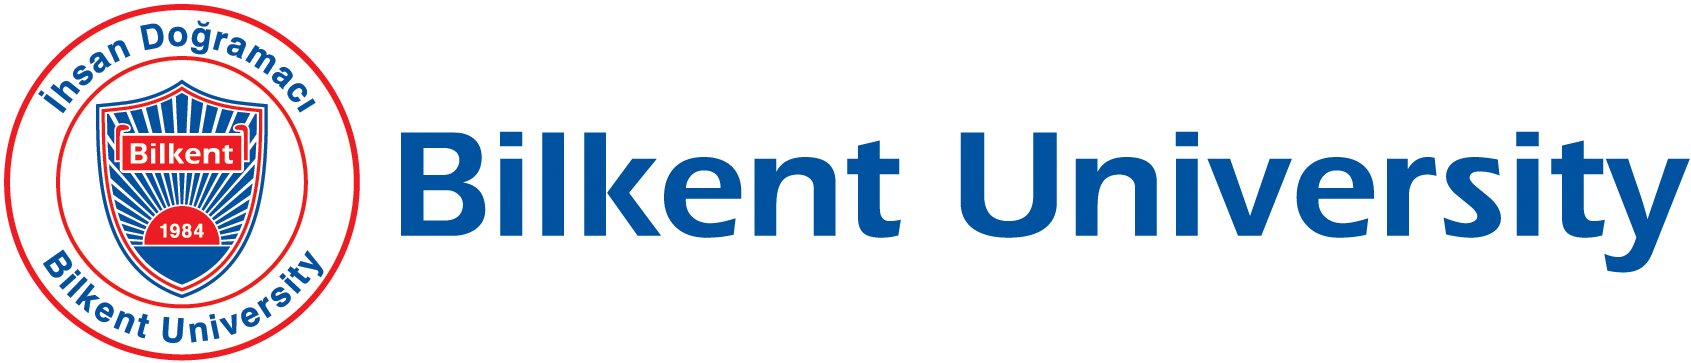 İhsan Doğramacı
Bilkent
1984
Bilkent University
Bilkent University